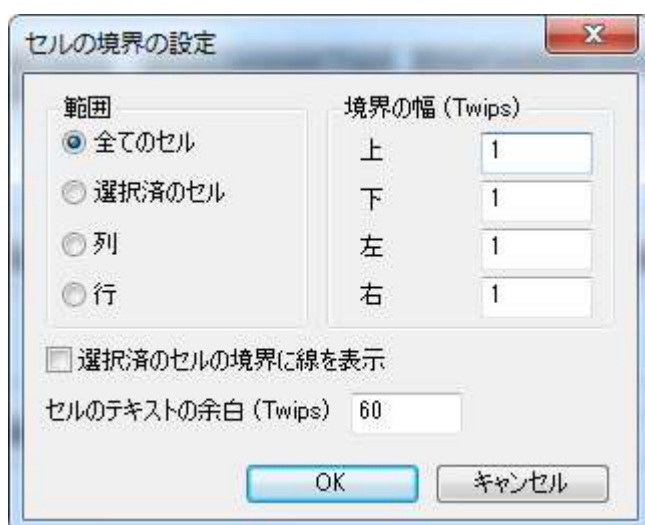 セルの境界の設定
範囲
全てのセル
選択済のセル
列
行
境界の幅 (Twips)
上 1
下 1
左 1
右 1
選択済のセルの境界に線を表示
セルのテキストの余白 (Twips) 60
OK キャンセル